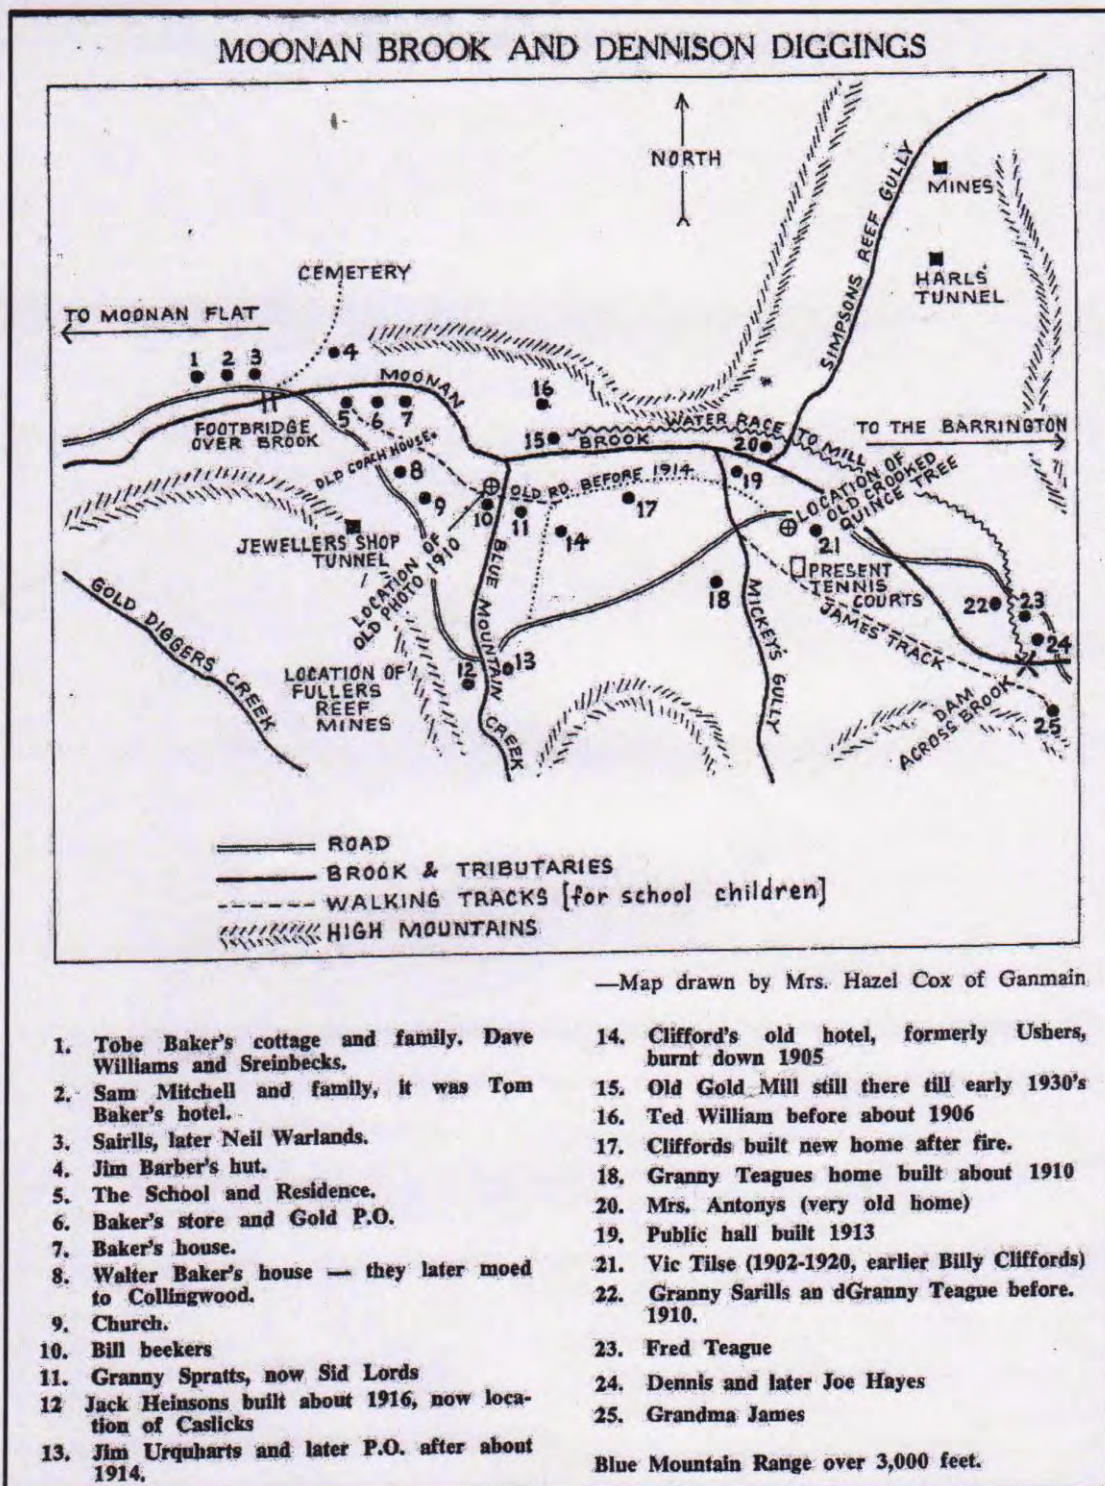 MOONAN BROOK AND DENNISON DIGGINGS
NORTH
SIMPSONS REEF GULLY
MINES
HARLS'
TUNNEL
CEMETERY
TO MOONAN FLAT
1
2
3
4
MOONAN
16
5
6
7
FOOTBRIDGE
OVER BROOK
15
BROOK
WATER RACE
TO MILL
20
TO THE BARRINGTON
OLD COACH HOUSE
8
9
10
OLD RD. BEFORE 1914
11
17
14
19
LOCATION OF
OLD CROOKED
QUINCE TREE
21
JEWELLERS SHOP
TUNNEL
LOCATION OF
OLD PHOTO 1910
BLUE MOUNTAIN
CREEK
18
MICKEY'S
GULLY
PRESENT
TENNIS
COURTS
22
23
24
JAMES TRACK
GOLD DIGGERS CREEK
LOCATION OF
FULLERS
REEF
MINES
12
13
DAM
ACROSS BROOK
25
ROAD
BROOK & TRIBUTARIES
WALKING TRACKS [for school children]
HIGH MOUNTAINS
—Map drawn by Mrs. Hazel Cox of Ganmain
1. Tobe Baker's cottage and family. Dave
Williams and Sreinbecks.
2. Sam Mitchell and family, it was Tom
Baker's hotel.
3. Sairlls, later Neil Warlands.
4. Jim Barber's hut.
5. The School and Residence.
6. Baker's store and Gold P.O.
7. Baker's house.
8. Walter Baker's house — they later moed
to Collingwood.
9. Church.
10. Bill beekers
11. Granny Spratts, now Sid Lords
12 Jack Heinsons built about 1916, now loca-
tion of Caslicks
13. Jim Urquharts and later P.O. after about
1914.
14. Clifford's old hotel, formerly Ushers,
burnt down 1905
15. Old Gold Mill still there till early 1930's
16. Ted William before about 1906
17. Cliffords built new home after fire.
18. Granny Teagues home built about 1910
20. Mrs. Antonys (very old home)
19. Public hall built 1913
21. Vic Tilse (1902-1920, earlier Billy Cliffords)
22. Granny Sarills an dGranny Teague before.
1910.
23. Fred Teague
24. Dennis and later Joe Hayes
25. Grandma James
Blue Mountain Range over 3,000 feet.